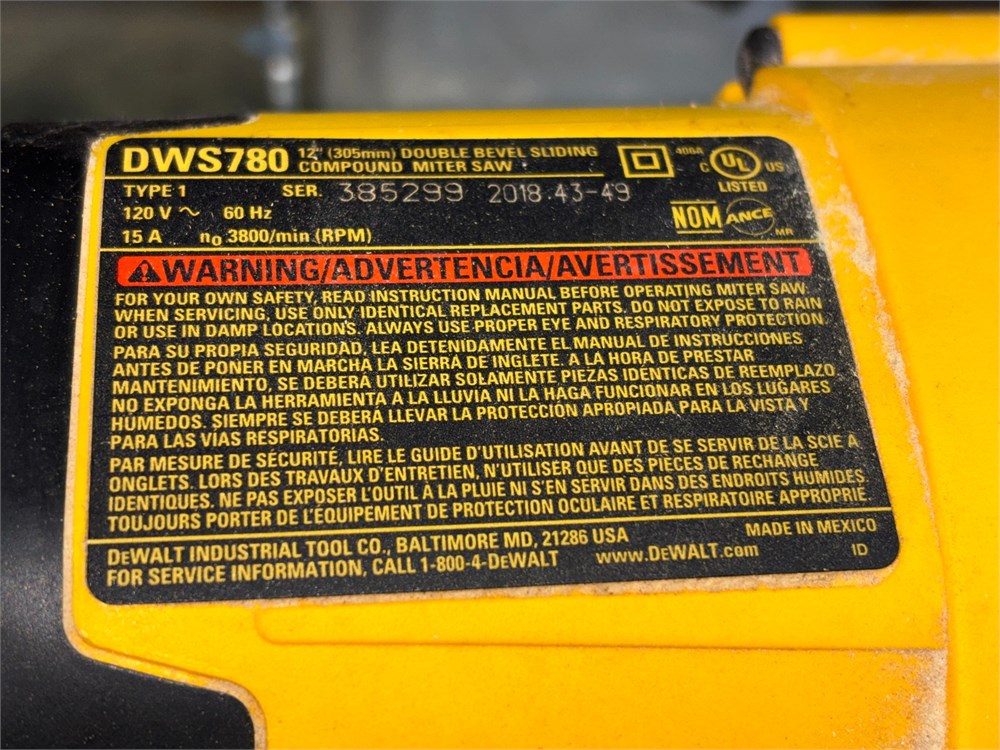 DWS780 12" (305mm) DOUBLE BEVEL SLIDING
COMPOUND MITER SAW
406A
C UL US
LISTED
TYPE 1 SER. 385299 2018 43-49
120 V ~ 60 Hz
15 A n0 3800/min (RPM)
NOM ANCE MR
WARNING/ADVERTENCIA/AVERTISSEMENT
FOR YOUR OWN SAFETY, READ INSTRUCTION MANUAL BEFORE OPERATING MITER SAW.
WHEN SERVICING, USE ONLY IDENTICAL REPLACEMENT PARTS. DO NOT EXPOSE TO RAIN
OR USE IN DAMP LOCATIONS. ALWAYS USE PROPER EYE AND RESPIRATORY PROTECTION.
PARA SU PROPIA SEGURIDAD, LEA DETENIDAMENTE EL MANUAL DE INSTRUCCIONES
ANTES DE PONER EN MARCHA LA SIERRA DE INGLETE. A LA HORA DE PRESTAR
MANTENIMIENTO, SE DEBERÁ UTILIZAR SOLAMENTE PIEZAS IDÉNTICAS DE REEMPLAZO.
NO EXPONGA LA HERRAMIENTA A LA LLUVIA NI LA HAGA FUNCIONAR EN LOS LUGARES
HÚMEDOS. SIEMPRE SE DEBERÁ LLEVAR LA PROTECCIÓN APROPIADA PARA LA VISTA Y
PARA LAS VÍAS RESPIRATORIAS.
PAR MESURE DE SÉCURITÉ, LIRE LE GUIDE D'UTILISATION AVANT DE SE SERVIR DE LA SCIE À
ONGLETS. LORS DES TRAVAUX D'ENTRETIEN, N'UTILISER QUE DES PIÈCES DE RECHANGE
IDENTIQUES. NE PAS EXPOSER L'OUTIL À LA PLUIE NI S'EN SERVIR DANS DES ENDROITS HUMIDES.
TOUJOURS PORTER DE L'ÉQUIPEMENT DE PROTECTION OCULAIRE ET RESPIRATOIRE APPROPRIÉ.
DEWALT INDUSTRIAL TOOL CO., BALTIMORE MD, 21286 USA MADE IN MEXICO
FOR SERVICE INFORMATION, CALL 1-800-4-DEWALT www.DEWALT.com ID